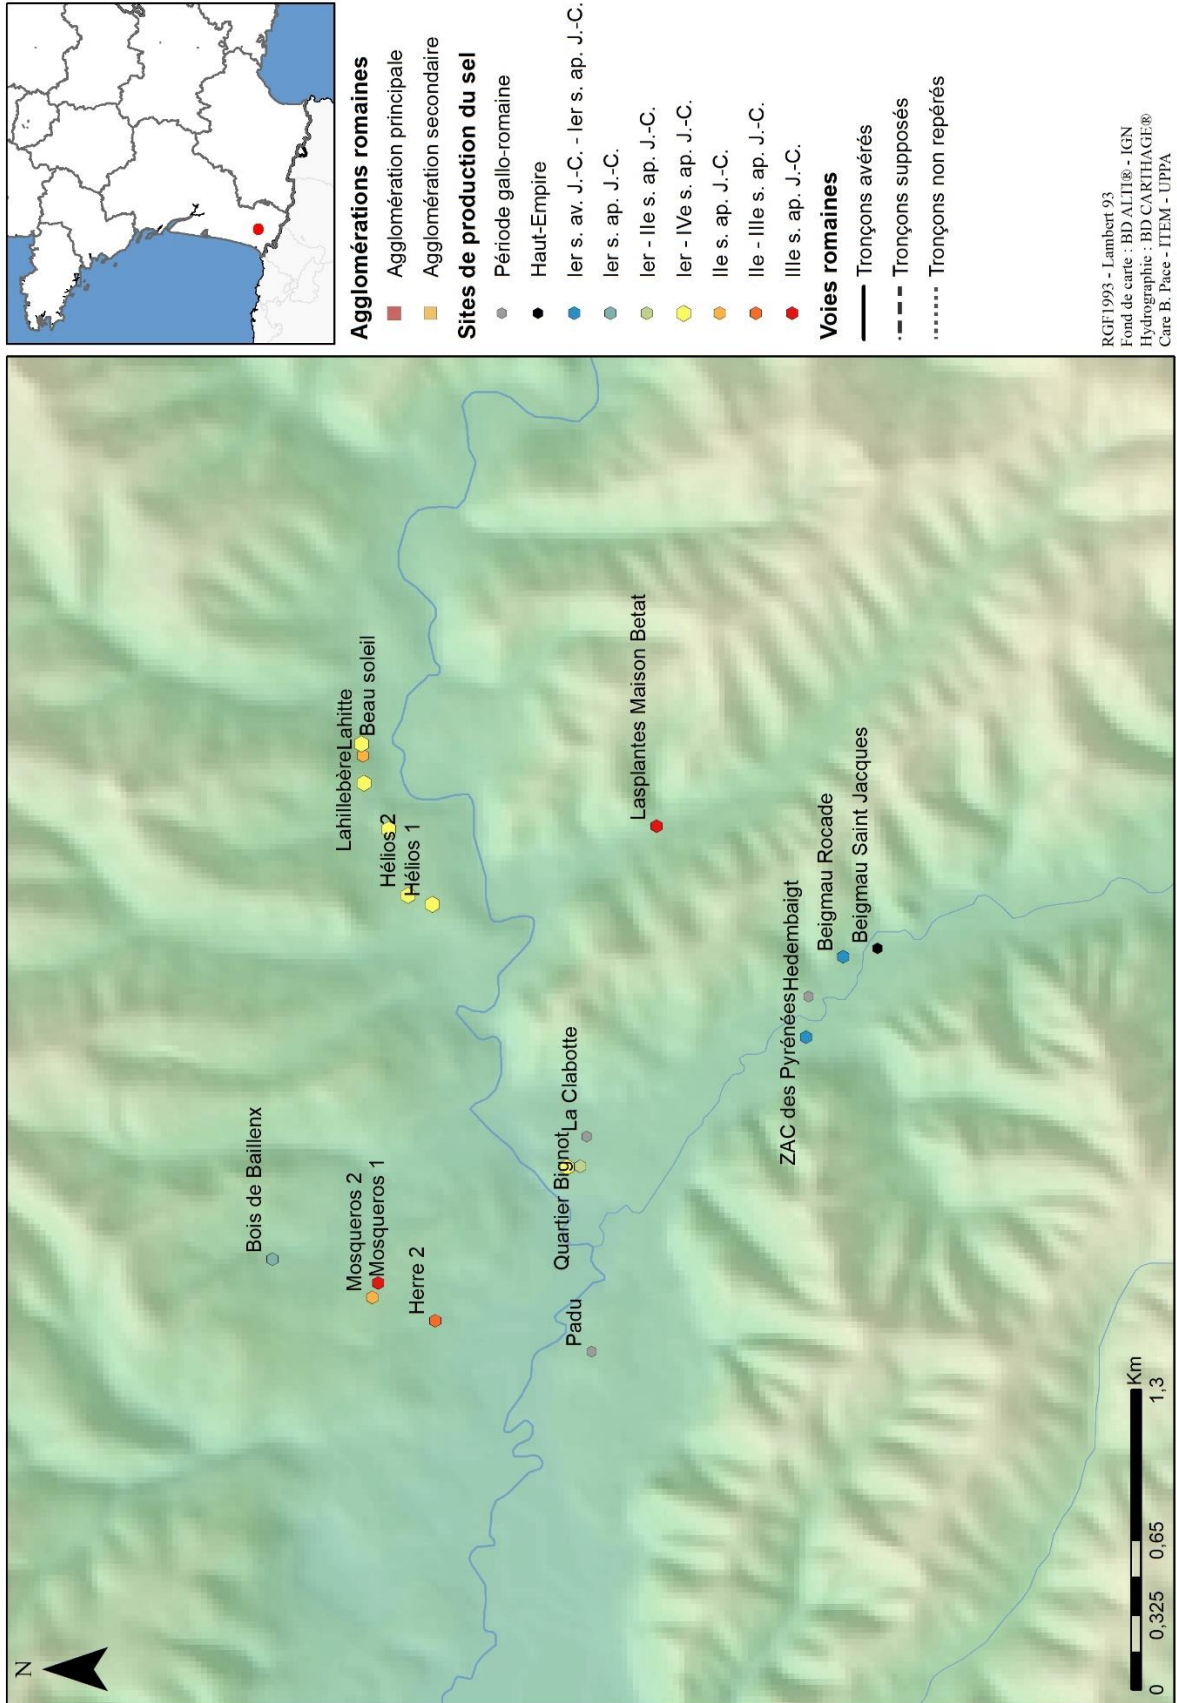 N
Bois de Baillenx
Mosqueros 2
Mosqueros 1
Herre 2
Padu
Quartier Bignot
La Clabotte
Lahillebère
Lahitte
Beau soleil
Hélios 2
Hélios 1
Lasplantes Maison Betat
ZAC des Pyrénées
Hedembaigt
Beigmau Rocade
Beigmau Saint Jacques
0 0,325 0,65 1,3
Km
Agglomérations romaines
Agglomération principale
Agglomération secondaire
Sites de production du sel
Période gallo-romaine
Haut-Empire
Ier s. av. J.-C. - Ier s. ap. J.-C.
Ier s. ap. J.-C.
Ier - IIe s. ap. J.-C.
Ier - IVe s. ap. J.-C.
IIe s. ap. J.-C.
IIe - IIIe s. ap. J.-C.
IIIe s. ap. J.-C.
Voies romaines
Tronçons avérés
Tronçons supposés
Tronçons non repérés
RGF1993 - Lambert 93
Fond de carte : BD ALTI® - IGN
Hydrographie : BD CARTHAGE®
Care B. Pace - ITEM - UPPA